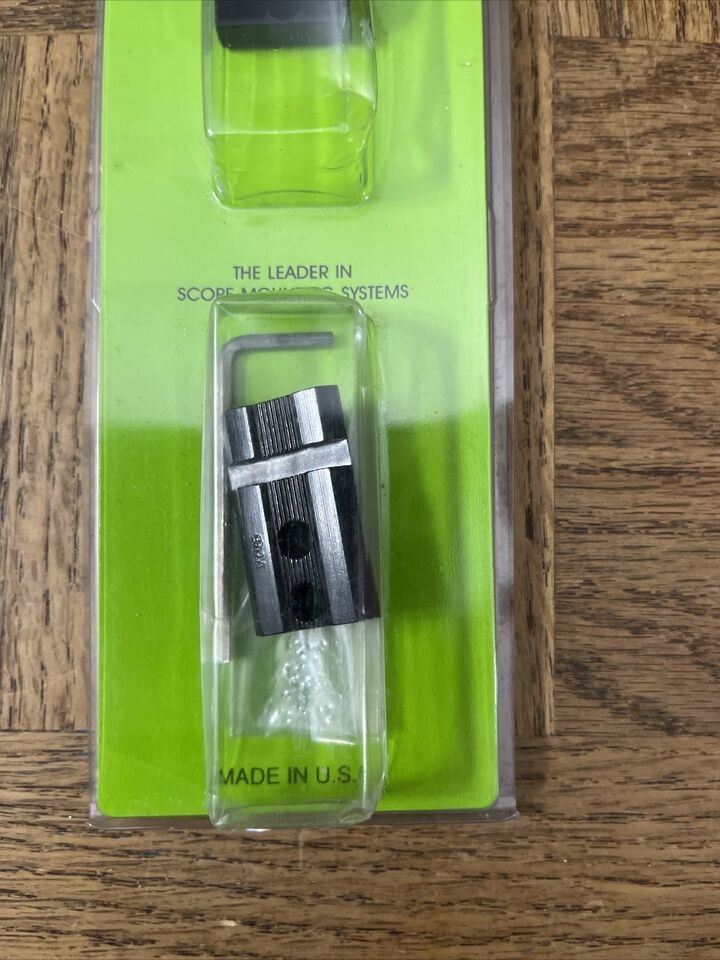 THE LEADER IN
SCOPE MOUNTING SYSTEMS
MADE IN U.S.A